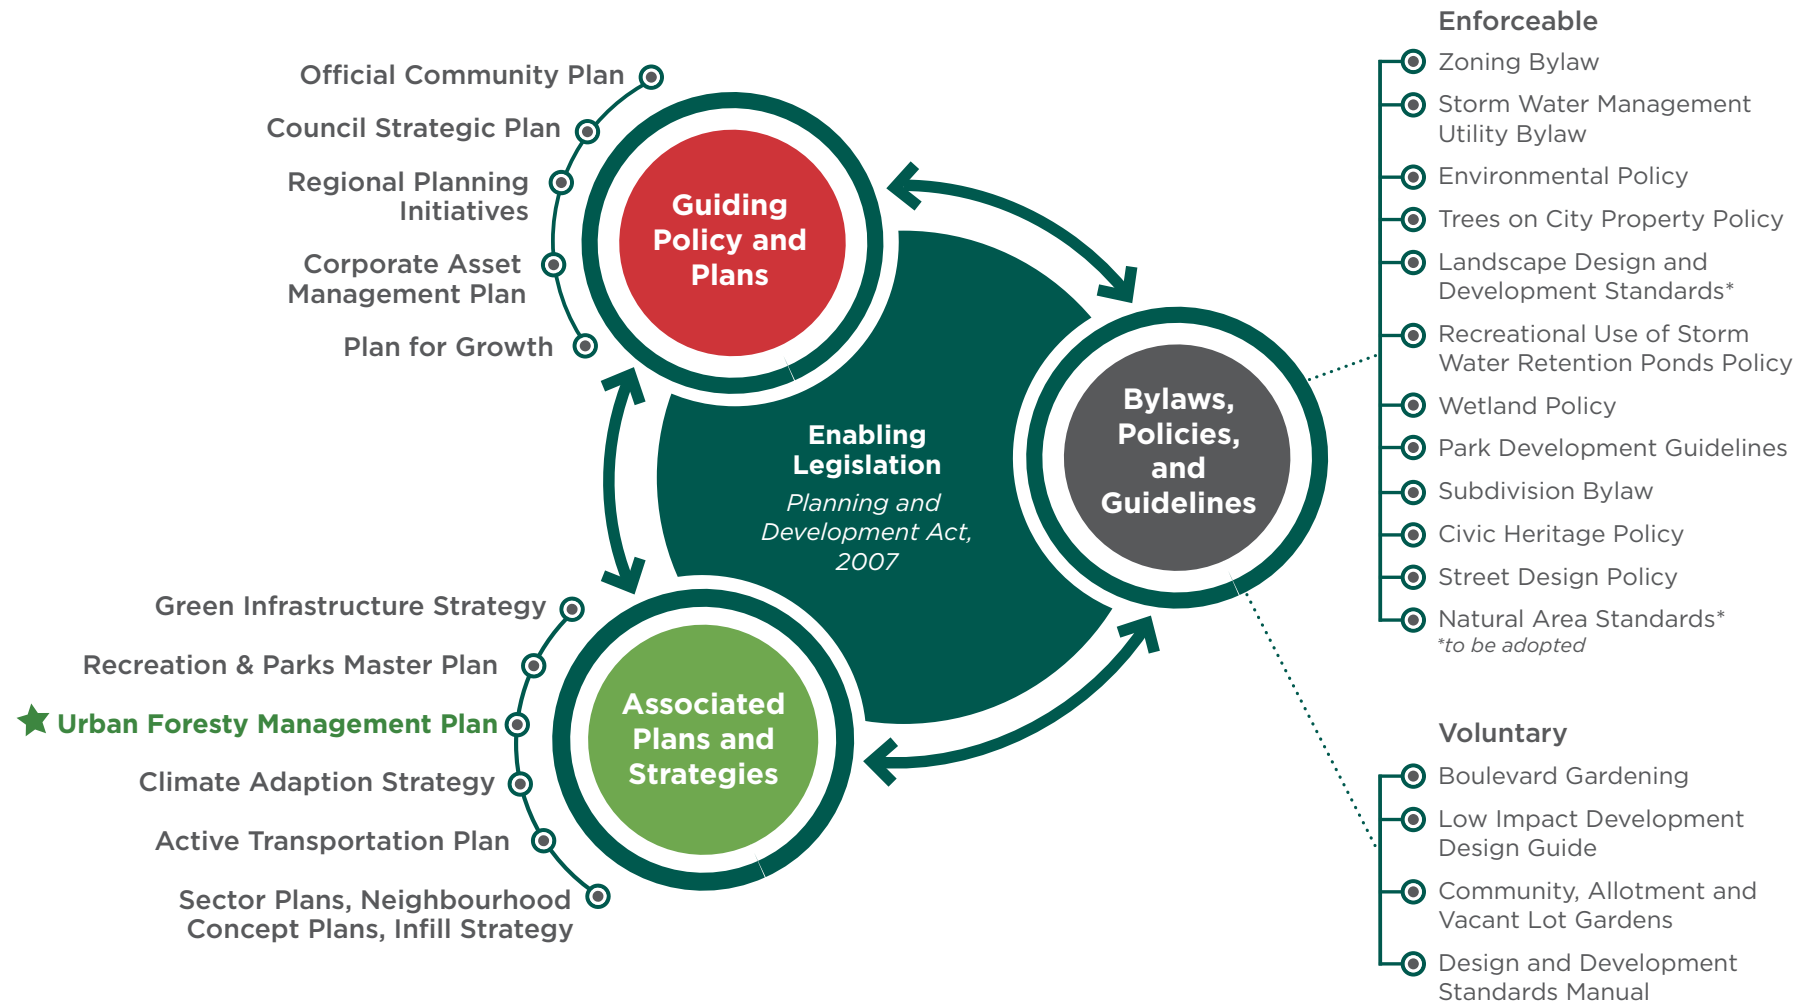 Official Community Plan
Council Strategic Plan
Regional Planning
Initiatives
Corporate Asset
Management Plan
Plan for Growth
Guiding
Policy and
Plans
Enabling
Legislation
Planning and
Development Act,
2007
Bylaws,
Policies,
and
Guidelines
Green Infrastructure Strategy
Recreation & Parks Master Plan
Urban Foresty Management Plan
Climate Adaption Strategy
Active Transportation Plan
Sector Plans, Neighbourhood
Concept Plans, Infill Strategy
Associated
Plans and
Strategies
Enforceable
Zoning Bylaw
Storm Water Management
Utility Bylaw
Environmental Policy
Trees on City Property Policy
Landscape Design and
Development Standards*
Recreational Use of Storm
Water Retention Ponds Policy
Wetland Policy
Park Development Guidelines
Subdivision Bylaw
Civic Heritage Policy
Street Design Policy
Natural Area Standards*
*to be adopted
Voluntary
Boulevard Gardening
Low Impact Development
Design Guide
Community, Allotment and
Vacant Lot Gardens
Design and Development
Standards Manual